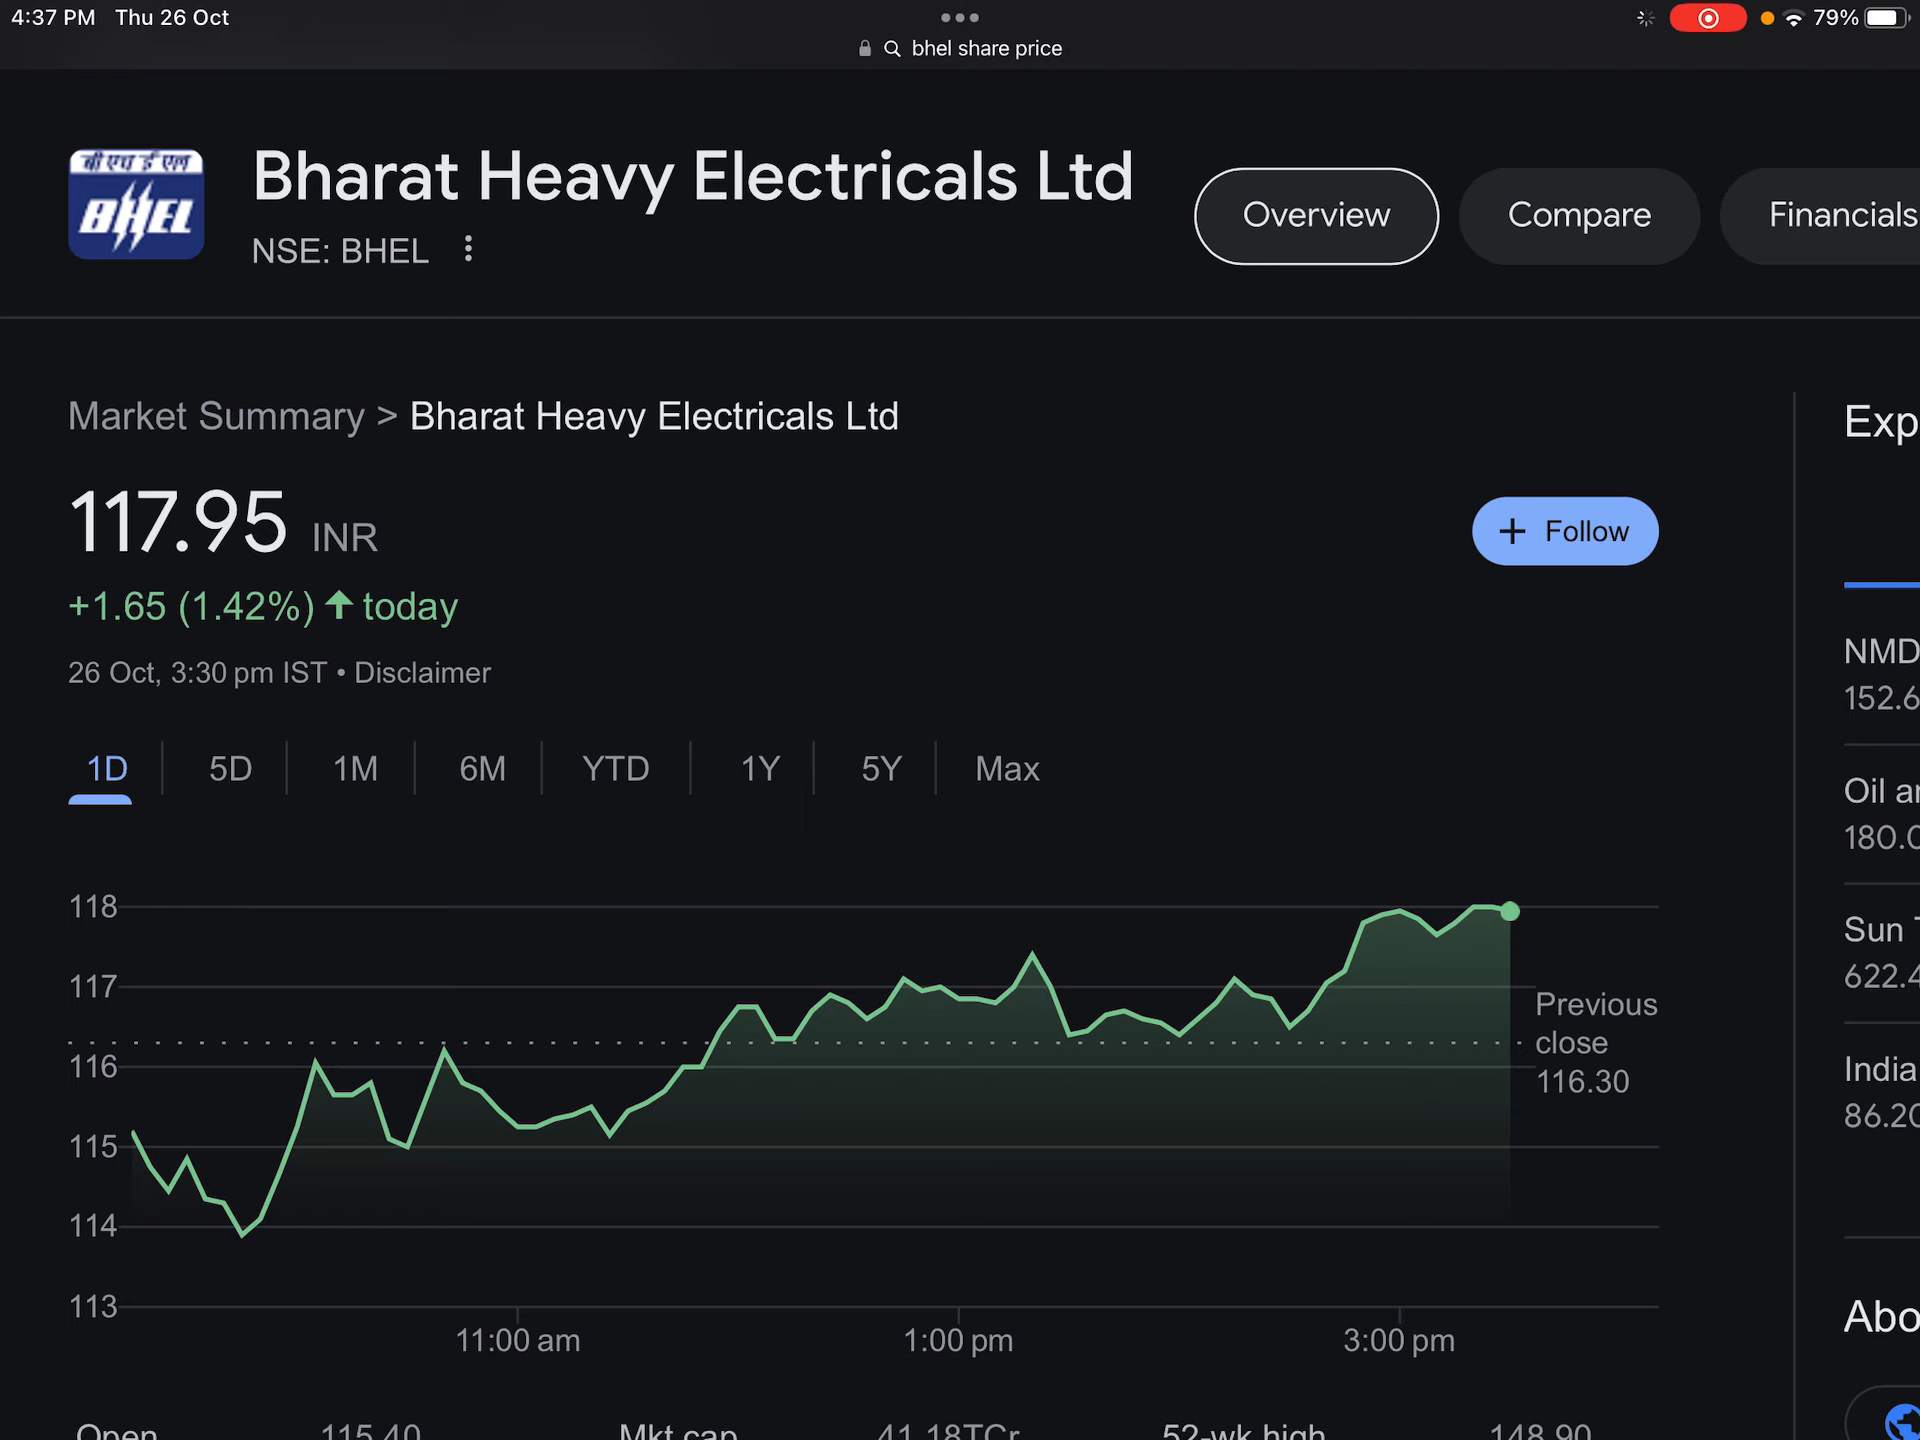 4:37 PM Thu 26 Oct
79%
bhel share price
बी एच ई एल
BHEL
Bharat Heavy Electricals Ltd
NSE: BHEL
Overview
Compare
Financials
Market Summary > Bharat Heavy Electricals Ltd
117.95 INR
+ Follow
+1.65 (1.42%) ↑ today
26 Oct, 3:30 pm IST • Disclaimer
1D 5D 1M 6M YTD 1Y 5Y Max
118
117
116
115
114
113
Previous
close
116.30
11:00 am 1:00 pm 3:00 pm
Open 115.40 Mkt cap 41.18TCr 52-wk high 148.90
Exp
NMD
152.6
Oil a
180.0
Sun
622.4
India
86.20
Abo